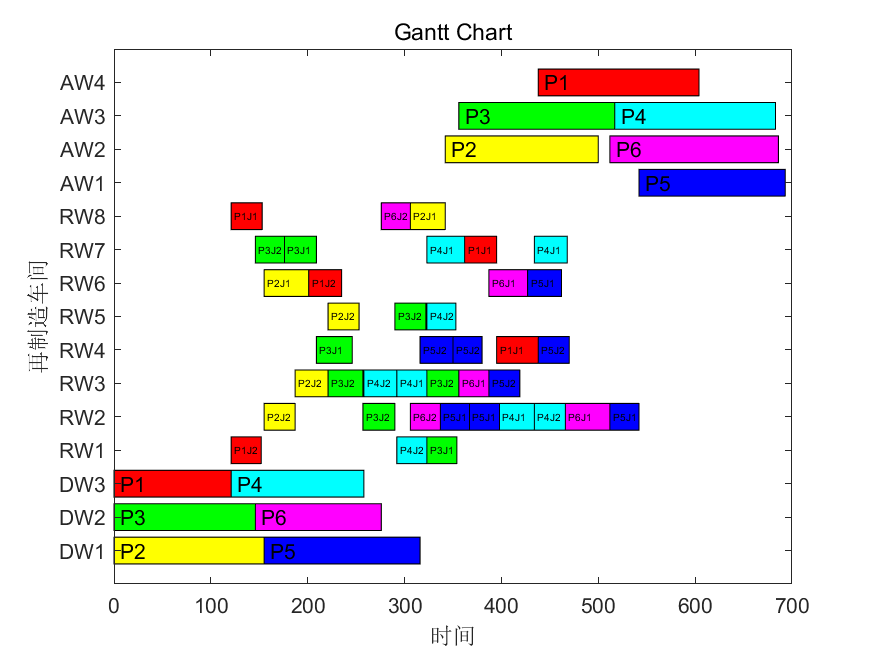 Gantt Chart
AW4 P1
AW3 P3 P4
AW2 P2 P6
AW1 P5
RW8 P1J1 P6J2 P2J1
RW7 P3J2 P3J1 P4J1 P1J1 P4J1
RW6 P2J1 P1J2 P6J1 P5J1
RW5 P2J2 P3J2 P4J2
RW4 P3J1 P5J2 P5J2 P1J1 P5J2
RW3 P2J2 P3J2 P4J2 P4J1 P3J1 P6J1 P5J2
RW2 P2J2 P3J2 P6J2 P5J1 P5J1 P4J1 P4J2 P6J1 P5J1
RW1 P1J2 P4J2 P3J1
DW3 P1 P4
DW2 P3 P6
DW1 P2 P5
0 100 200 300 400 500 600 700
时间
再制造车间